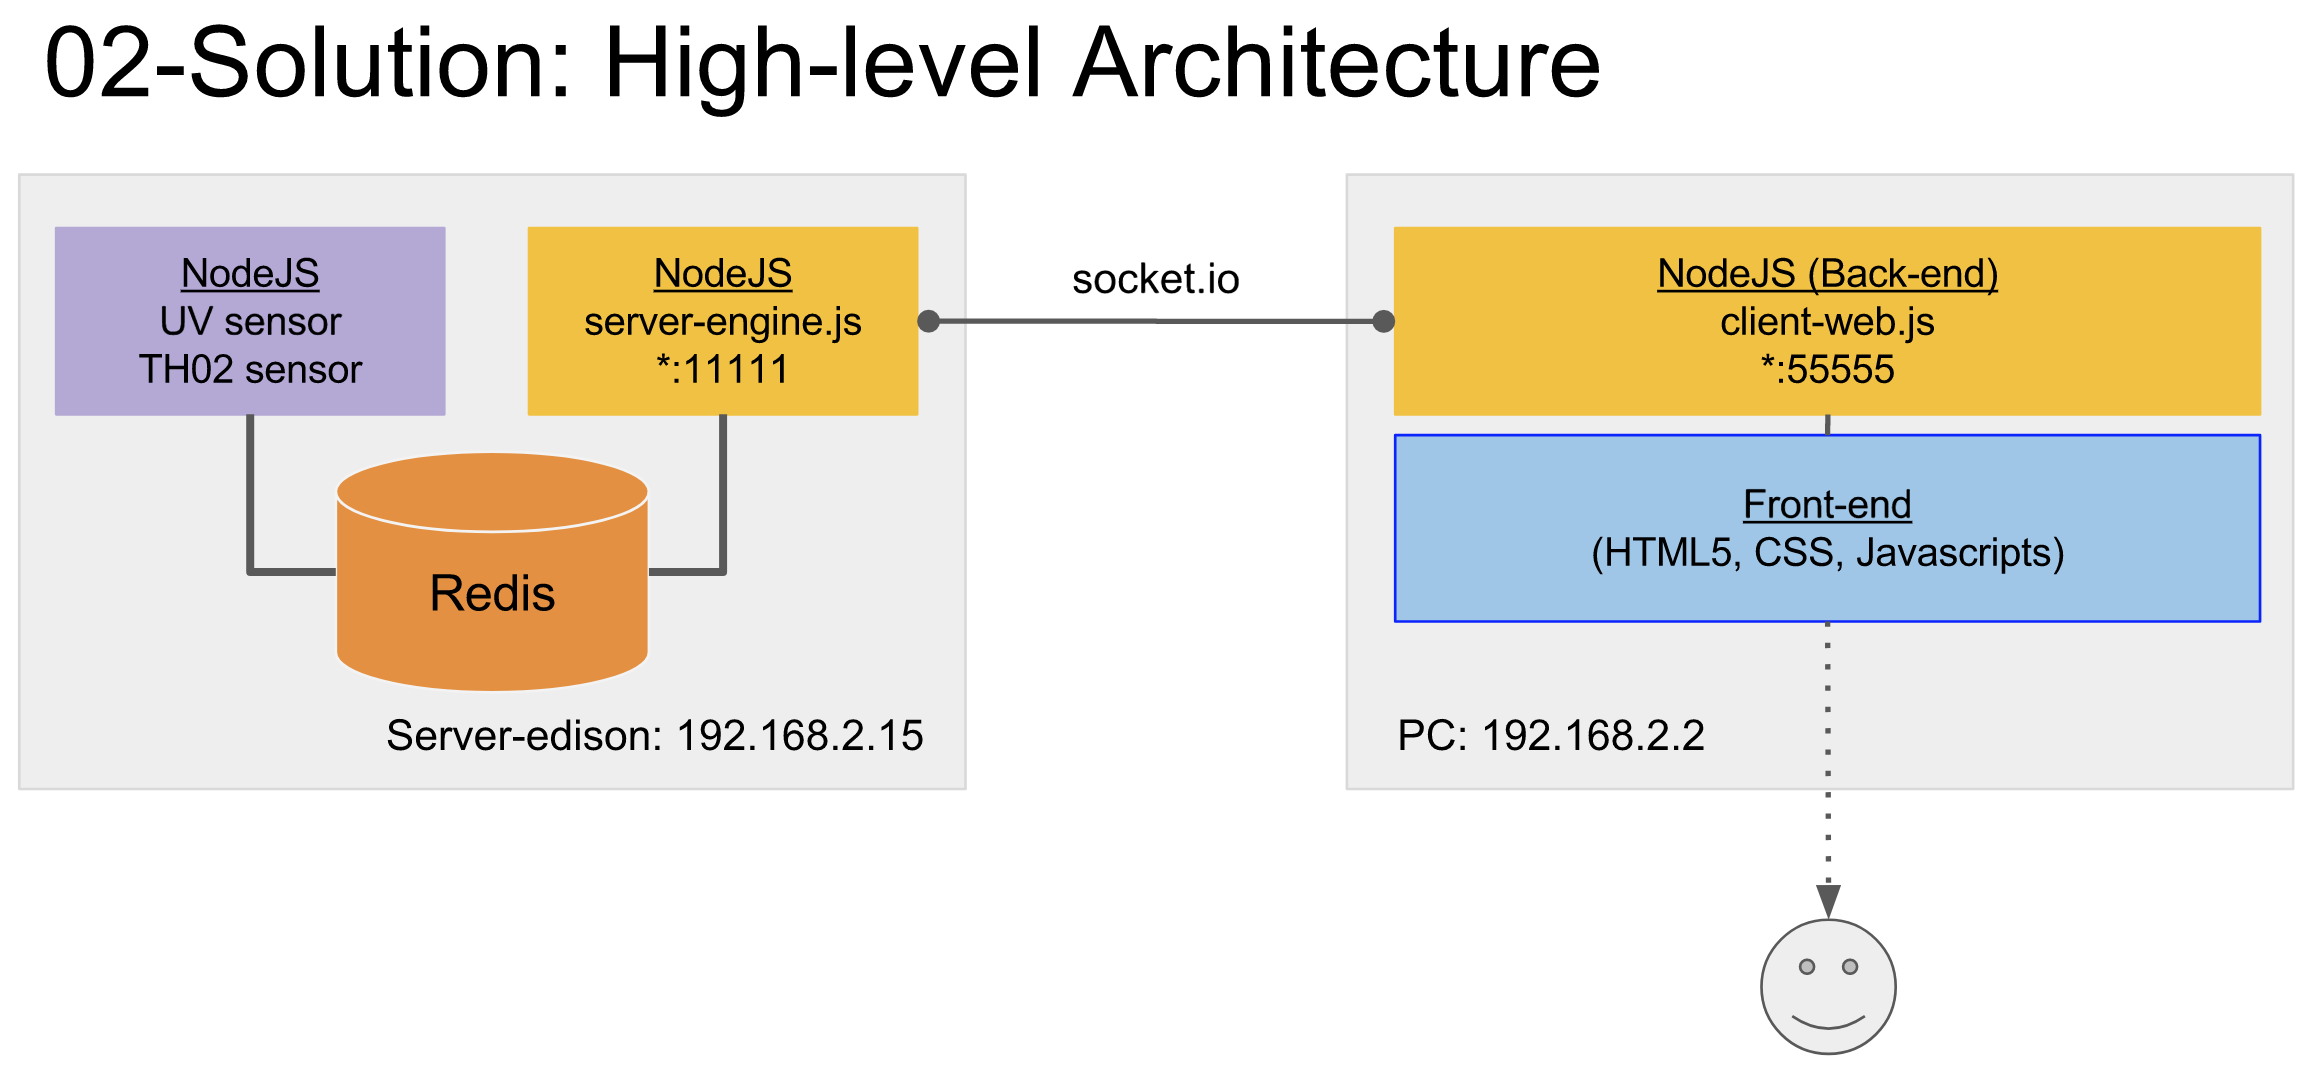 02-Solution: High-level Architecture
NodeJS
UV sensor
TH02 sensor
NodeJS
server-engine.js
*:11111
Redis
Server-edison: 192.168.2.15
socket.io
NodeJS (Back-end)
client-web.js
*:55555
Front-end
(HTML5, CSS, Javascripts)
PC: 192.168.2.2